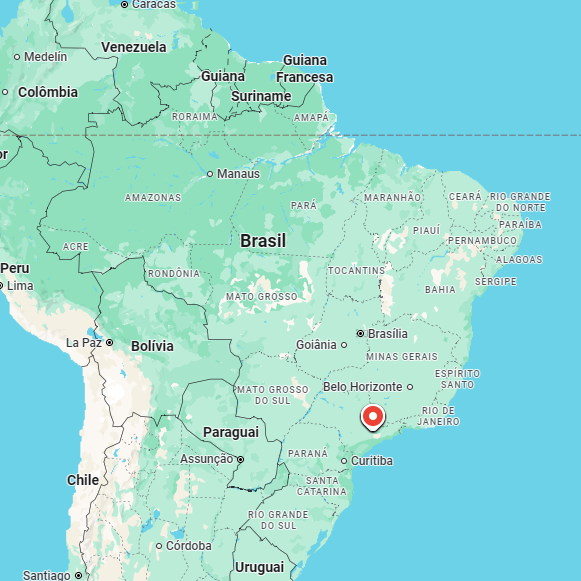 Caracas
Medelín
Venezuela
Guiana
Francesa
Guiana
Colômbia
Suriname
RORAIMA
AMAPÁ
or
Manaus
AMAZONAS
PARÁ
MARANHÃO
CEARÁ
RIO GRANDE
DO NORTE
PIAUÍ
PARAÍBA
Brasil
PERNAMBUCO
ACRE
ALAGOAS
Peru
RONDÔNIA
TOCANTINS
SERGIPE
Lima
MATO GROSSO
BAHIA
Brasília
La Paz
Bolívia
Goiânia
MINAS GERAIS
ESPÍRITO
SANTO
MATO GROSSO
DO SUL
Belo Horizonte
RIO DE
JANEIRO
Paraguai
Assunção
PARANÁ
Curitiba
Chile
SANTA
CATARINA
RIO GRANDE
DO SUL
Córdoba
Uruguai
Santiago